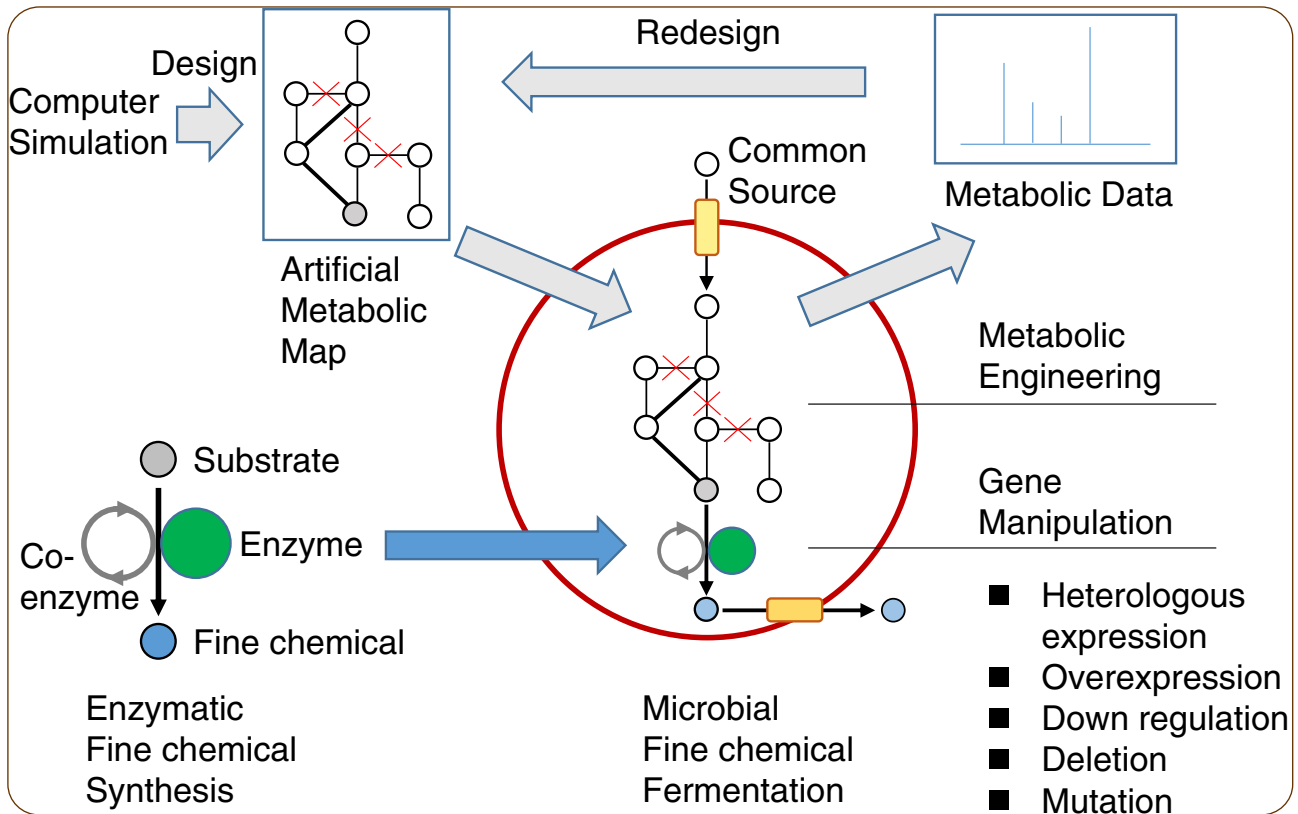 Redesign
Design
Computer
Simulation
Common
Source
Metabolic Data
Artificial
Metabolic
Map
Metabolic
Engineering
Substrate
Gene
Manipulation
Enzyme
Co-
enzyme
Fine chemical
Heterologous
expression
Overexpression
Down regulation
Deletion
Mutation
Enzymatic
Fine chemical
Synthesis
Microbial
Fine chemical
Fermentation